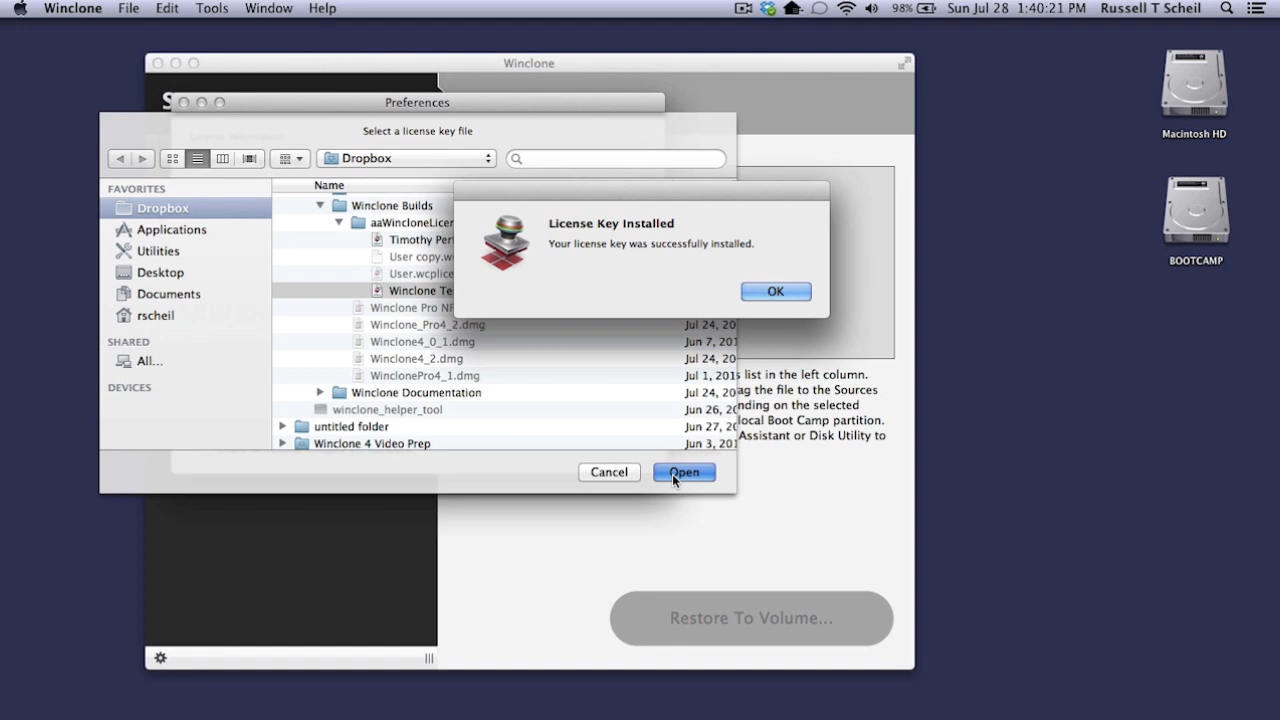 Winclone File Edit Tools Window Help 98% Sun Jul 28 1:40:21 PM Russell T Scheil
Winclone
Preferences
Select a license key file
Dropbox
FAVORITES
Dropbox
Applications
Utilities
Desktop
Documents
rscheil
SHARED
All...
DEVICES
Name
Winclone Builds
aaWincloneLicen
Timothy Perf
User copy.wc
User.wcplice
Winclone Te
Winclone Pro NF
Winclone_Pro4_2.dmg Jul 24, 20
Winclone4_0_1.dmg Jun 7, 201
Winclone4_2.dmg Jul 24, 20
WinclonePro4_1.dmg Jul 1, 201
Winclone Documentation Jul 24, 20
winclone_helper_tool Jun 26, 20
untitled folder Jun 27, 20
Winclone 4 Video Prep Jun 3, 201
Cancel Open
License Key Installed
Your license key was successfully installed.
OK
list in the left column.
ag the file to the Sources
nding on the selected
local Boot Camp partition.
Assistant or Disk Utility to
Restore To Volume...
Macintosh HD
BOOTCAMP